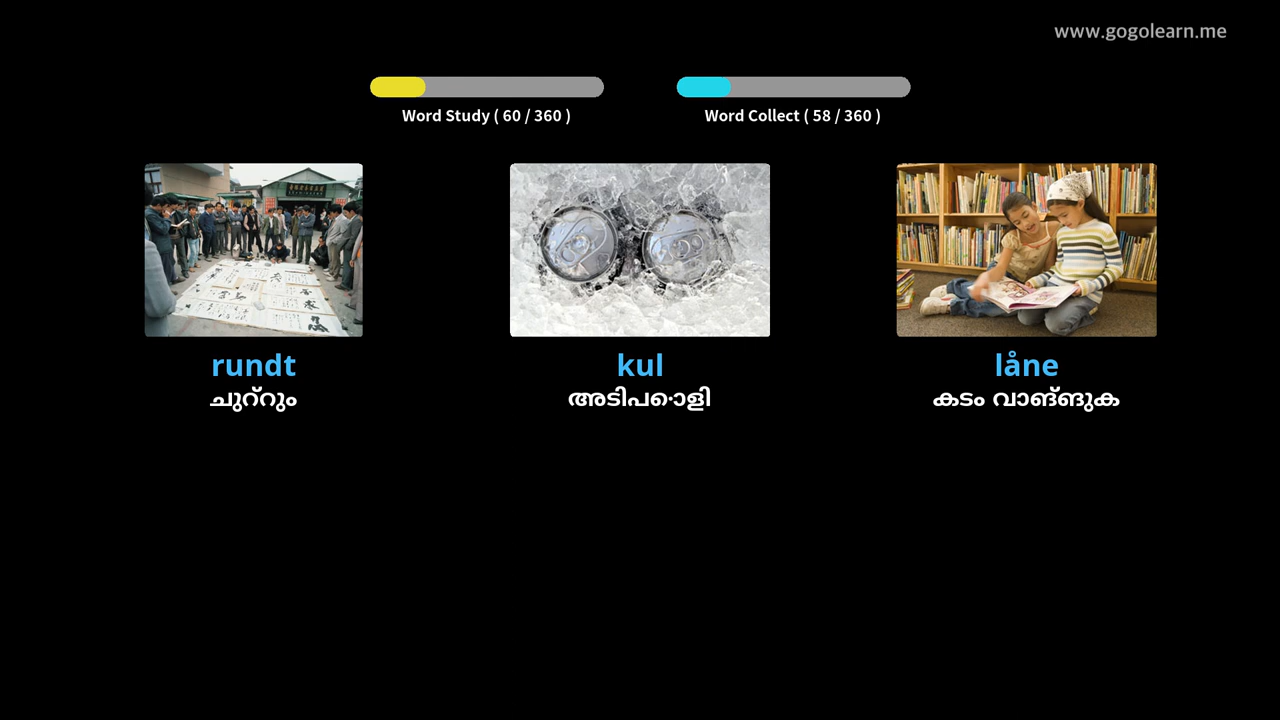 www.gogolearn.me
Word Study ( 60 / 360 )
Word Collect ( 58 / 360 )
rundt
ചുറ്റും
kul
അടിപൊളി
låne
കടം വാങ്ങുക